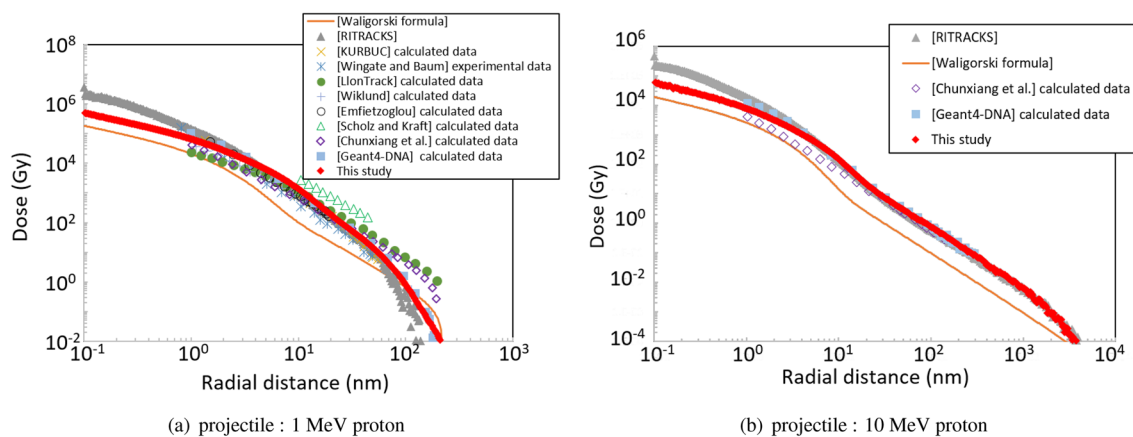 [Waligorski formula]
[RITRACKS]
[KURBUC] calculated data
[Wingate and Baum] experimental data
[LIonTrack] calculated data
[Wiklund] calculated data
[Emfietzoglou] calculated data
[Scholz and Kraft] calculated data
[Chunxiang et al.] calculated data
[Geant4-DNA] calculated data
This study
Dose (Gy)
10^8
10^6
10^4
10^2
10^0
10^-2
10^-1 10^0 10^1 10^2 10^3
Radial distance (nm)
(a) projectile : 1 MeV proton
[RITRACKS]
[Waligorski formula]
[Chunxiang et al.] calculated data
[Geant4-DNA] calculated data
This study
Dose (Gy)
10^6
10^4
10^2
10^0
10^-2
10^-4
10^-1 10^0 10^1 10^2 10^3 10^4
Radial distance (nm)
(b) projectile : 10 MeV proton